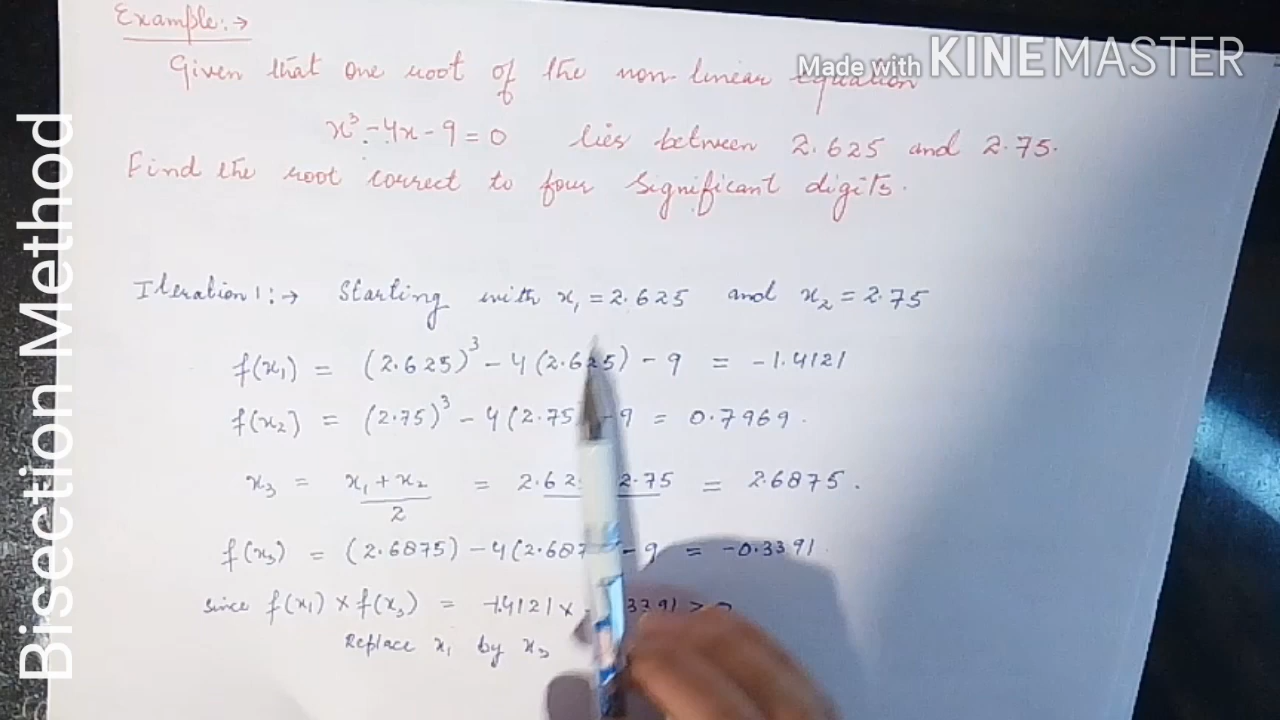 Bisection Method
Made with KINEMASTER
Example:→
Given that one root of the non-linear equation
x³ - 4x - 9 = 0 lies between 2.625 and 2.75.
Find the root correct to four significant digits.
Iteration 1:→ Starting with x₁ = 2.625 and x₂ = 2.75
f(x₁) = (2.625)³ - 4(2.625) - 9 = -1.4121
f(x₂) = (2.75)³ - 4(2.75) - 9 = 0.7969.
x₃ = x₁ + x₂ / 2 = 2.62 2.75 = 2.6875.
f(x₃) = (2.6875) - 4(2.687 - 9 = -0.3391
Since f(x₁) × f(x₃) = -1.4121 × 3391 >
Replace x₁ by x₃